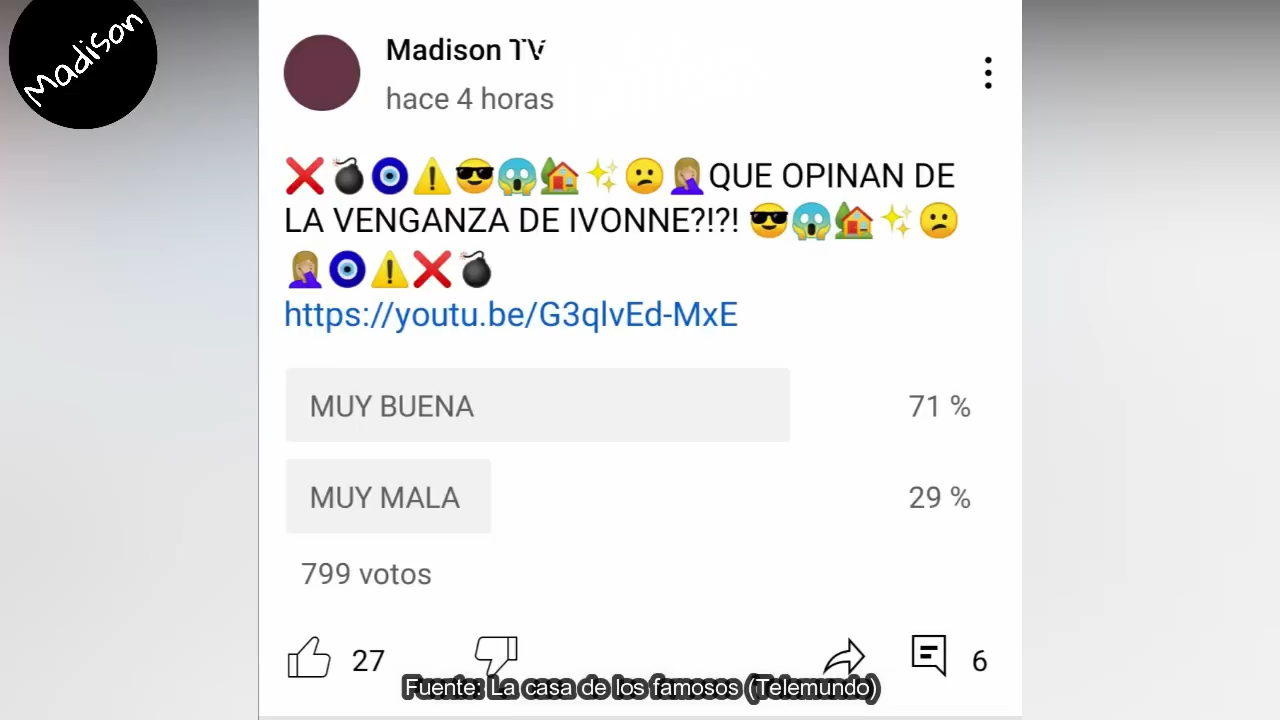 Madison
Madison TV
hace 4 horas
❌💣🧿⚠️😎😱🏡✨😕🤦🏼‍♀️QUE OPINAN DE
LA VENGANZA DE IVONNE?!?! 😎😱🏡✨😕
🤦🏼‍♀️🧿⚠️❌💣
https://youtu.be/G3qlvEd-MxE
MUY BUENA 71 %
MUY MALA 29 %
799 votos
27 6
Fuente: La casa de los famosos (Telemundo)